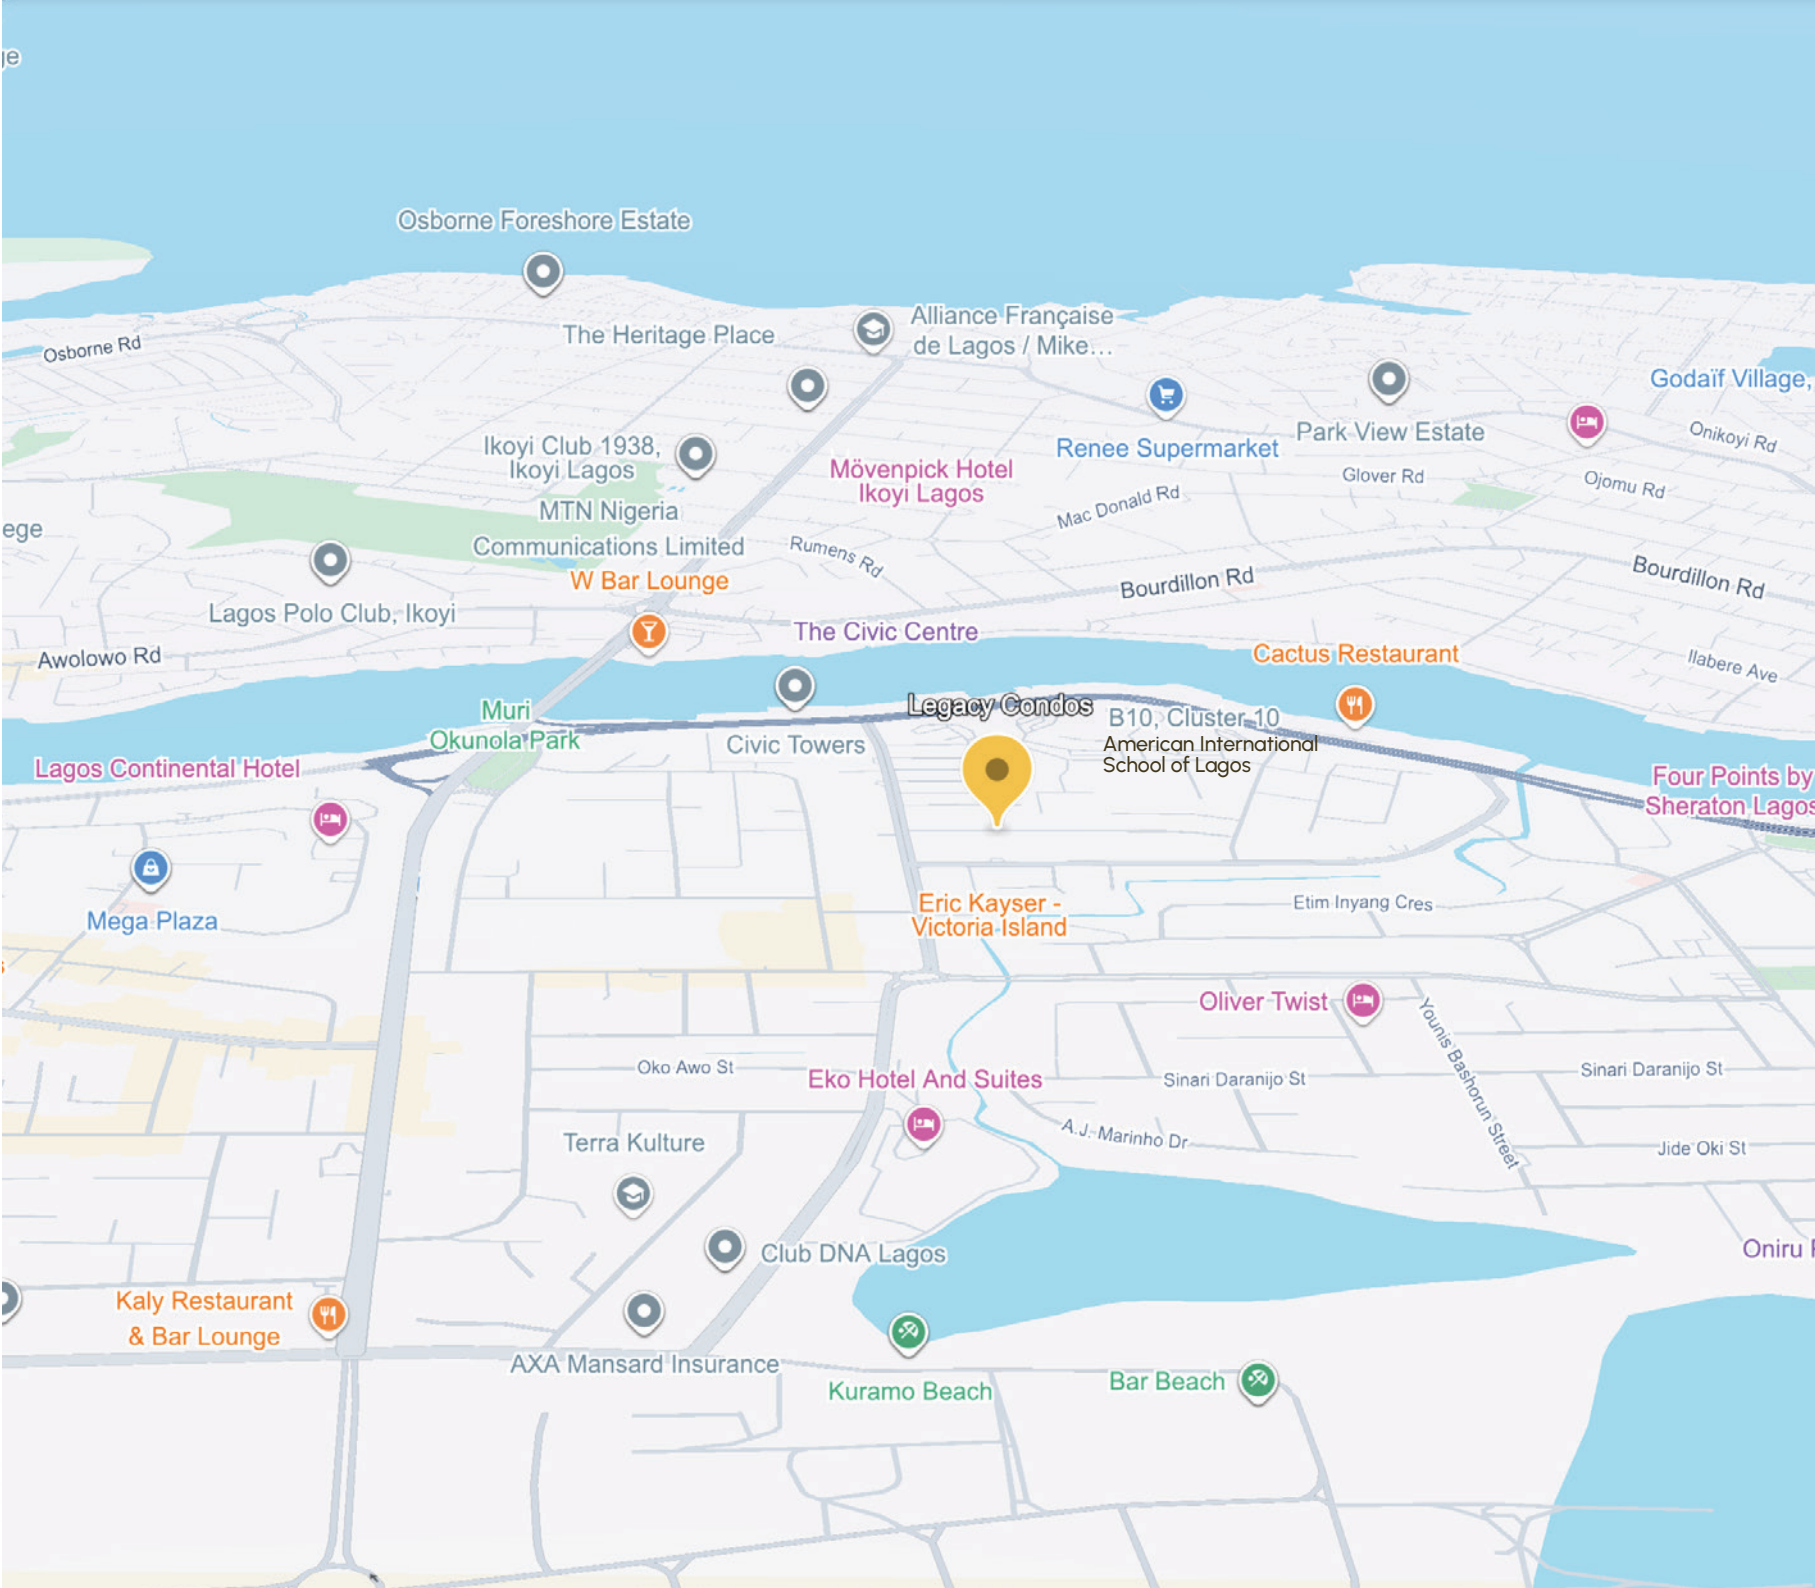 ge
Osborne Foreshore Estate
Osborne Rd
The Heritage Place
Alliance Française
de Lagos / Mike...
Godaïf Village,
Renee Supermarket
Park View Estate
Onikoyi Rd
Ikoyi Club 1938,
Ikoyi Lagos
Mövenpick Hotel
Ikoyi Lagos
Glover Rd
Ojomu Rd
Mac Donald Rd
MTN Nigeria
Communications Limited
ege
Rumens Rd
W Bar Lounge
Bourdillon Rd
Bourdillon Rd
Lagos Polo Club, Ikoyi
The Civic Centre
Awolowo Rd
Cactus Restaurant
Ilabere Ave
Muri
Okunola Park
Legacy Condos
B10, Cluster 10
American International
School of Lagos
Civic Towers
Lagos Continental Hotel
Four Points by
Sheraton Lagos
Mega Plaza
Eric Kayser -
Victoria Island
Etim Inyang Cres
s
Oliver Twist
Younis Bashorun Street
Oko Awo St
Eko Hotel And Suites
Sinari Daranijo St
Sinari Daranijo St
A.J. Marinho Dr
Terra Kulture
Jide Oki St
Club DNA Lagos
Oniru
Kaly Restaurant
& Bar Lounge
AXA Mansard Insurance
Kuramo Beach
Bar Beach